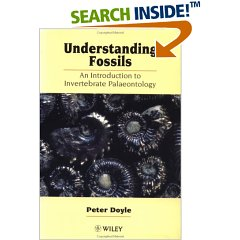 SEARCH INSIDE!™
Understanding
Fossils
An Introduction to
Invertebrate Palaeontology
Peter Doyle
WILEY